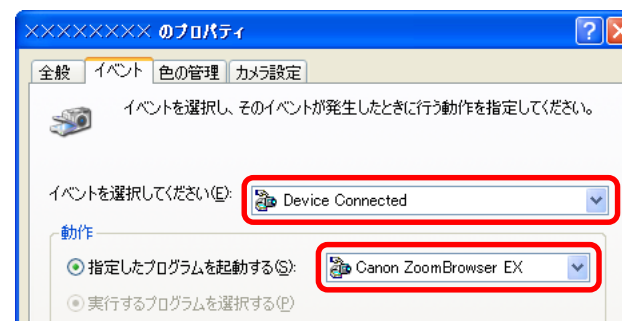 ×××××××× のプロパティ
全般 イベント 色の管理 カメラ設定
イベントを選択し、そのイベントが発生したときに行う動作を指定してください。
イベントを選択してください(E): Device Connected
動作
指定したプログラムを起動する(S): Canon ZoomBrowser EX
実行するプログラムを選択する(P)